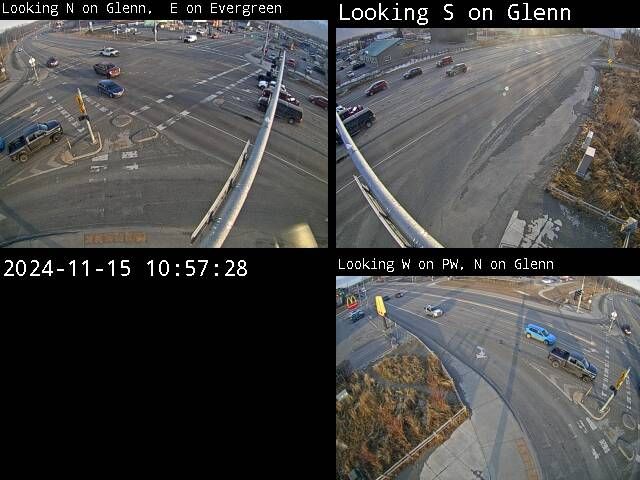 Looking N on Glenn,  E on Evergreen
Looking S on Glenn
2024-11-15 10:57:28
Looking W on PW, N on Glenn